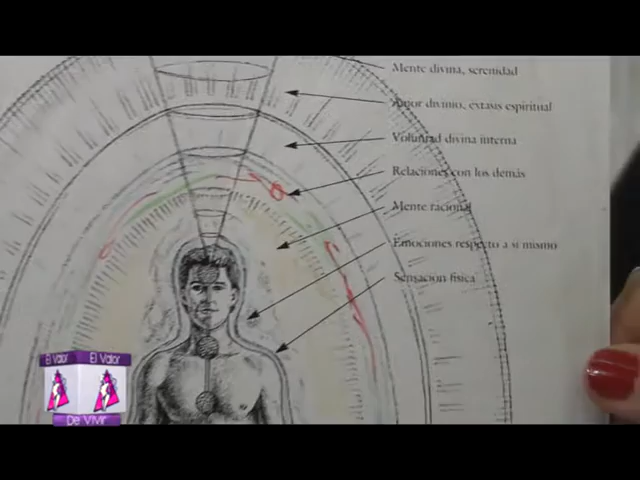 Mente divina, serenidad
Amor divinio, éxtasis espiritual
Voluntad divina interna
Relaciones con los demás
Mente racional
Emociones respecto a sí mismo
Sensación física
El Valor
El Valor
De Vivir